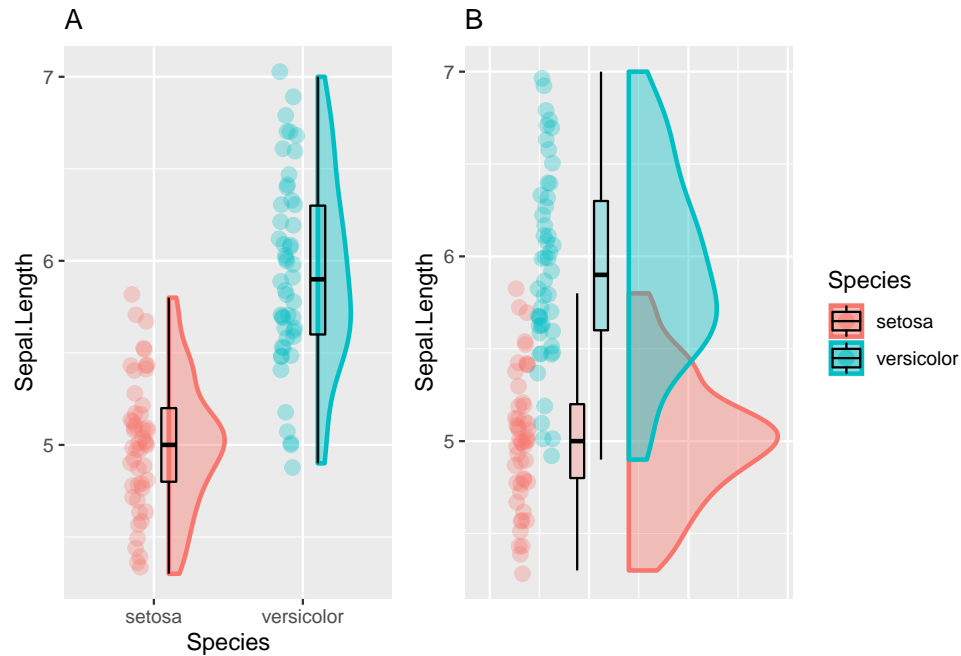 A
B
Sepal.Length
7
6
5
setosa
versicolor
Species
Sepal.Length
7
6
5
Species
setosa
versicolor